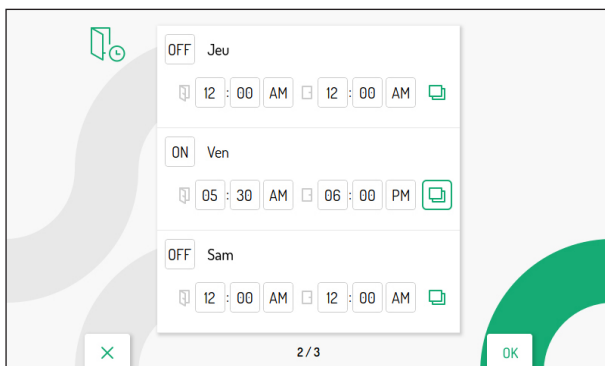 OFF Jeu
12 : 00 AM 12 : 00 AM
ON Ven
05 : 30 AM 06 : 00 PM
OFF Sam
12 : 00 AM 12 : 00 AM
2 / 3
OK